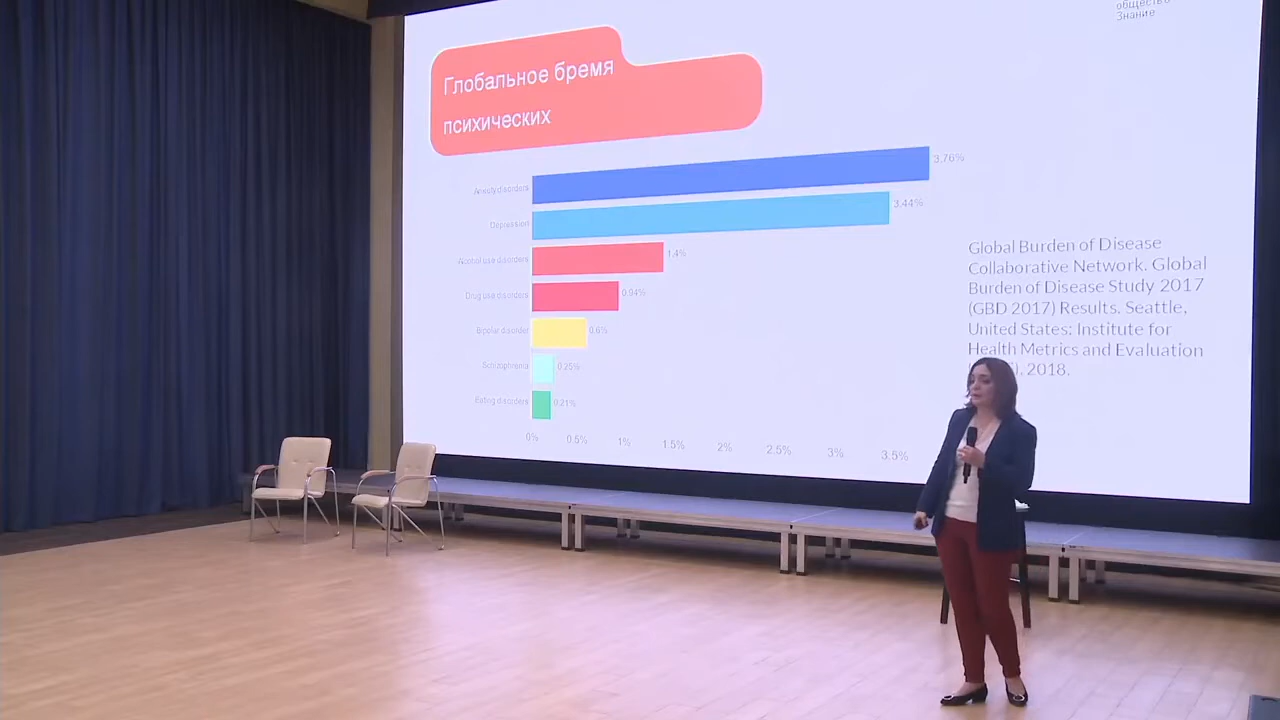 общество
Знание
Глобальное бремя
психических
Anxiety disorders
3.76%
Depression
3.44%
Alcohol use disorders
1.4%
Drug use disorders
0.94%
Bipolar disorder
0.6%
Schizophrenia
0.25%
Eating disorders
0.21%
0% 0.5% 1% 1.5% 2% 2.5% 3% 3.5%
Global Burden of Disease
Collaborative Network. Global
Burden of Disease Study 2017
(GBD 2017) Results. Seattle,
United States: Institute for
Health Metrics and Evaluation
2018.